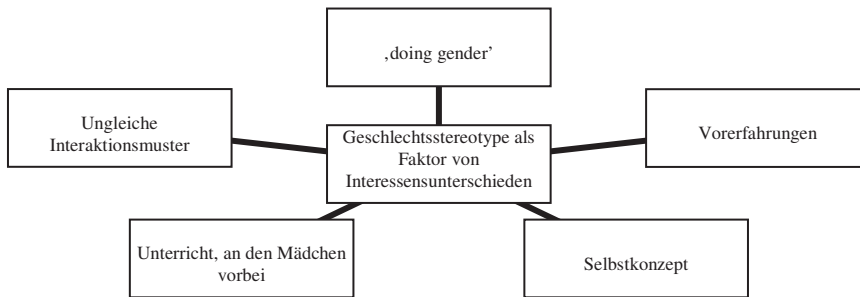 ‚doing gender’
Ungleiche
Interaktionsmuster
Geschlechtsstereotype als
Faktor von
Interessensunterschieden
Vorerfahrungen
Unterricht, an den Mädchen
vorbei
Selbstkonzept